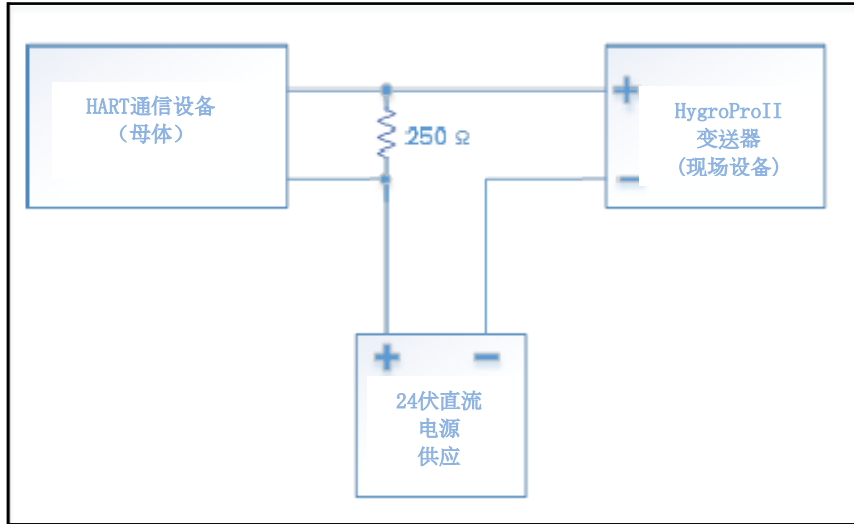 HART通信设备
（母体）
250 Ω
+
HygroProII
变送器
(现场设备)
−
+ −
24伏直流
电源
供应